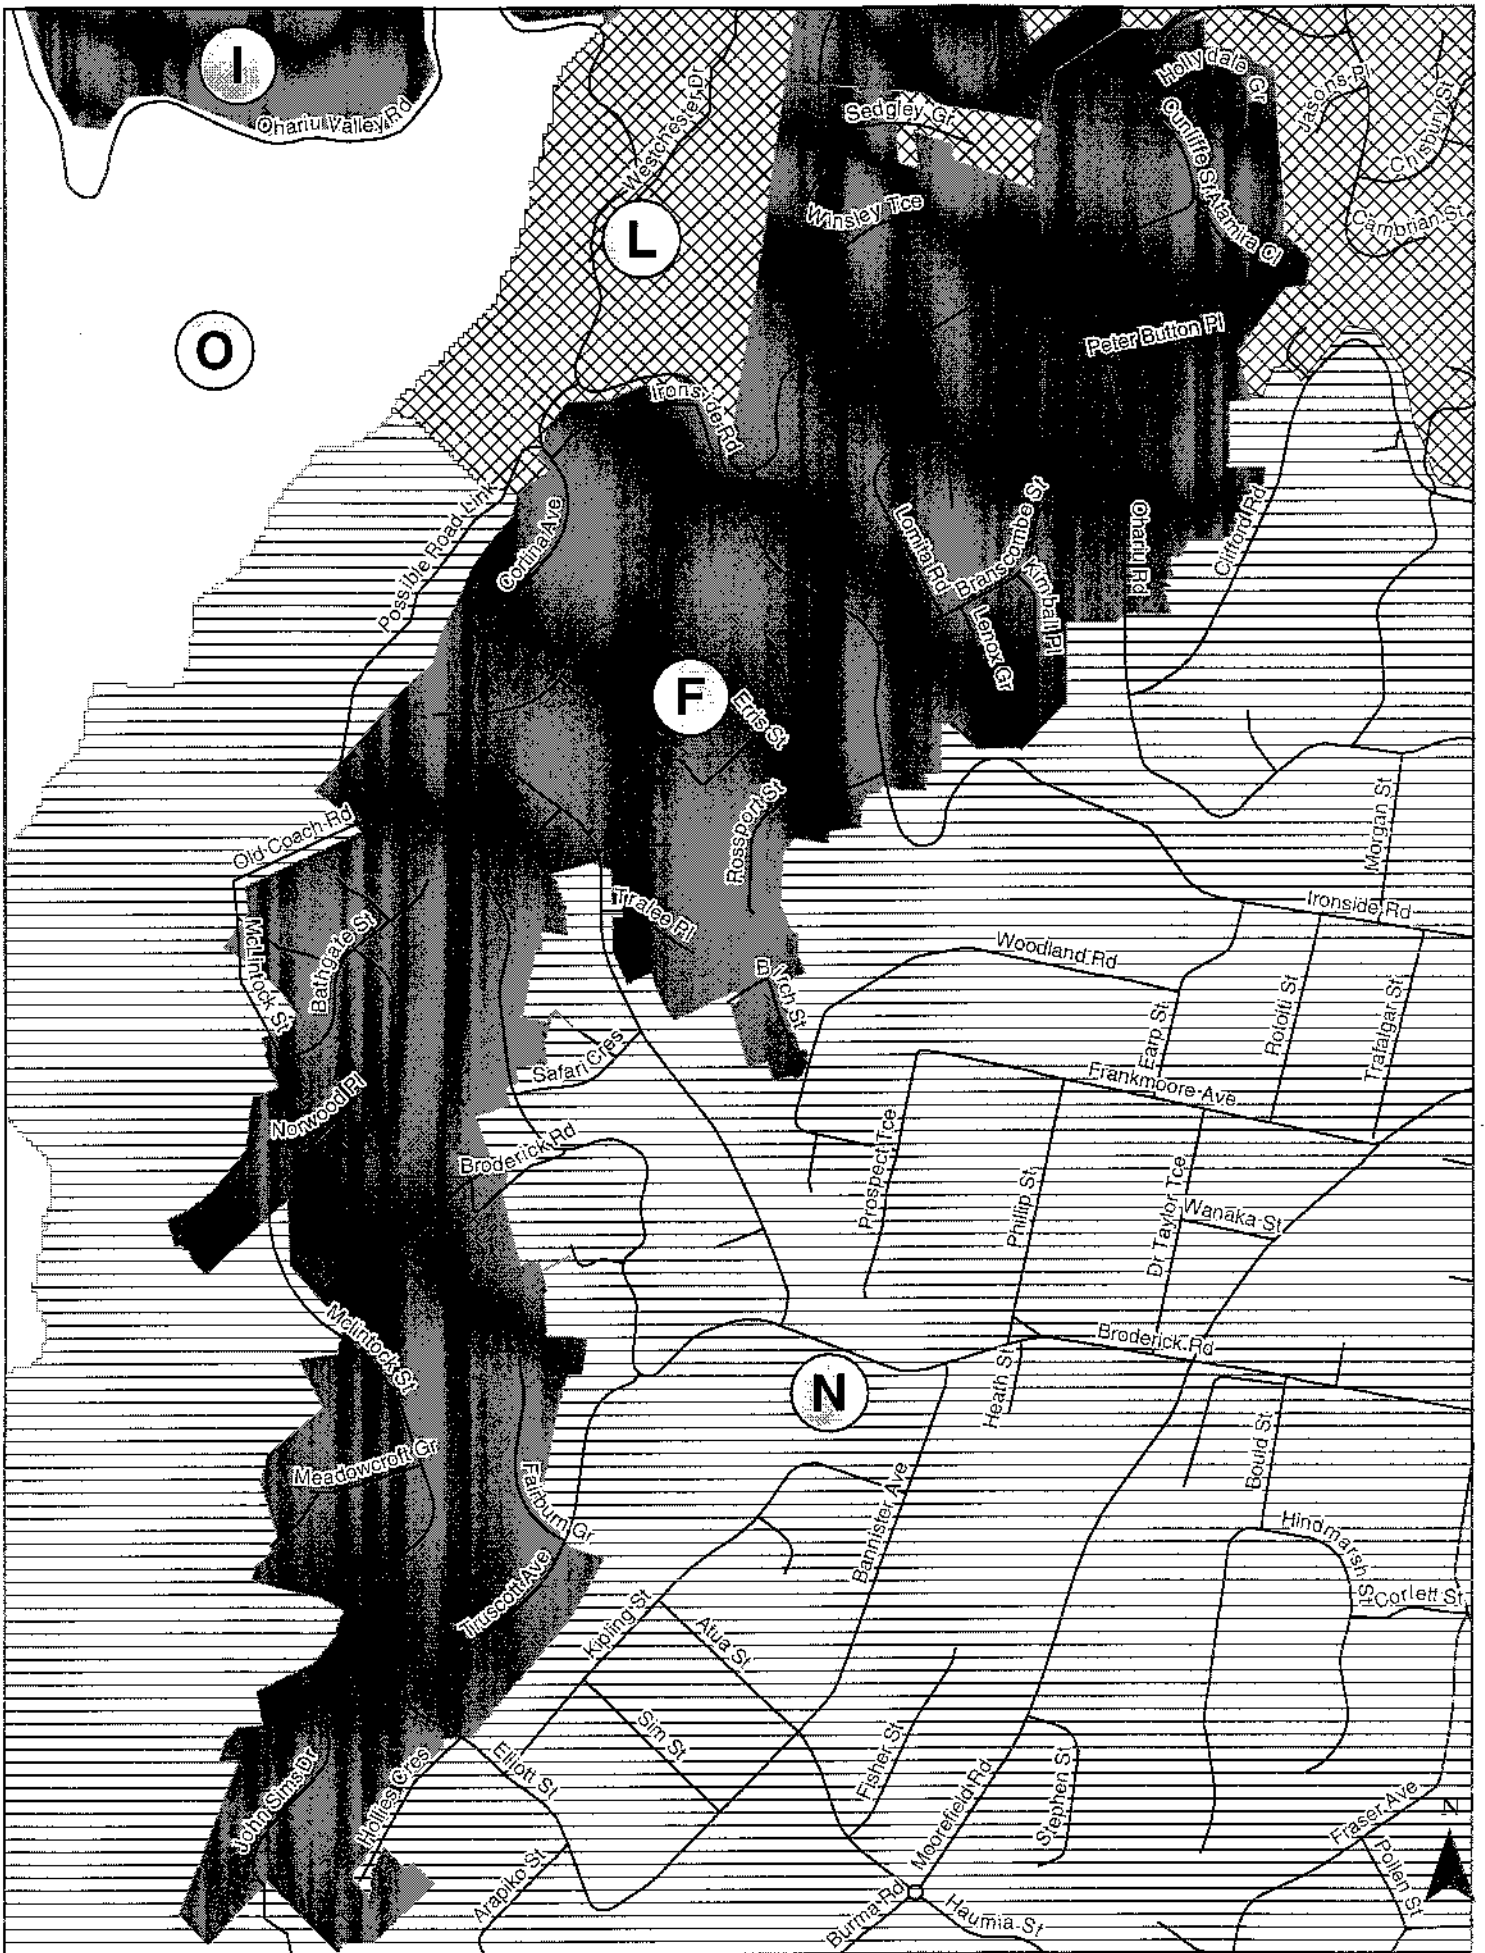 I
Ohariu Valley Rd
Westchester Dr
Sedgley Gr
Hollydale Gr
Jasons Pl
Cunliffe St
Chisbury St
Winsley Tce
Atamira Cl
Cambrian St
L
O
Peter Button Pl
Ironside Rd
Possible Road Link
Cortina Ave
Lomita Rd
Branscombe St
Kimball Pl
Lenox Gr
Ohariu Rd
Clifford Rd
F
Erris St
Rossport St
Morgan St
Old Coach Rd
Ironside Rd
Tralee Pl
Woodland Rd
McLintock St
Bathgate St
Birch St
Earp St
Rolotti St
Trafalgar St
Safari Cres
Frankmoore Ave
Norwood Pl
Broderick Rd
Prospect Tce
Phillip St
Dr Taylor Tce
Wanaka St
Mclintock St
Broderick Rd
N
Heath St
Meadowcroft Gr
Fairburn Gr
Bannister Ave
Bould St
Hindmarsh St
Corlett St
Truscott Ave
Kipling St
Atua St
Sim St
Elliott St
Fisher St
Moorefield Rd
Stephen St
John Sims Dr
Hollies Cres
Fraser Ave
N
Pollen St
Arapiko St
Burma Rd
Haumia St